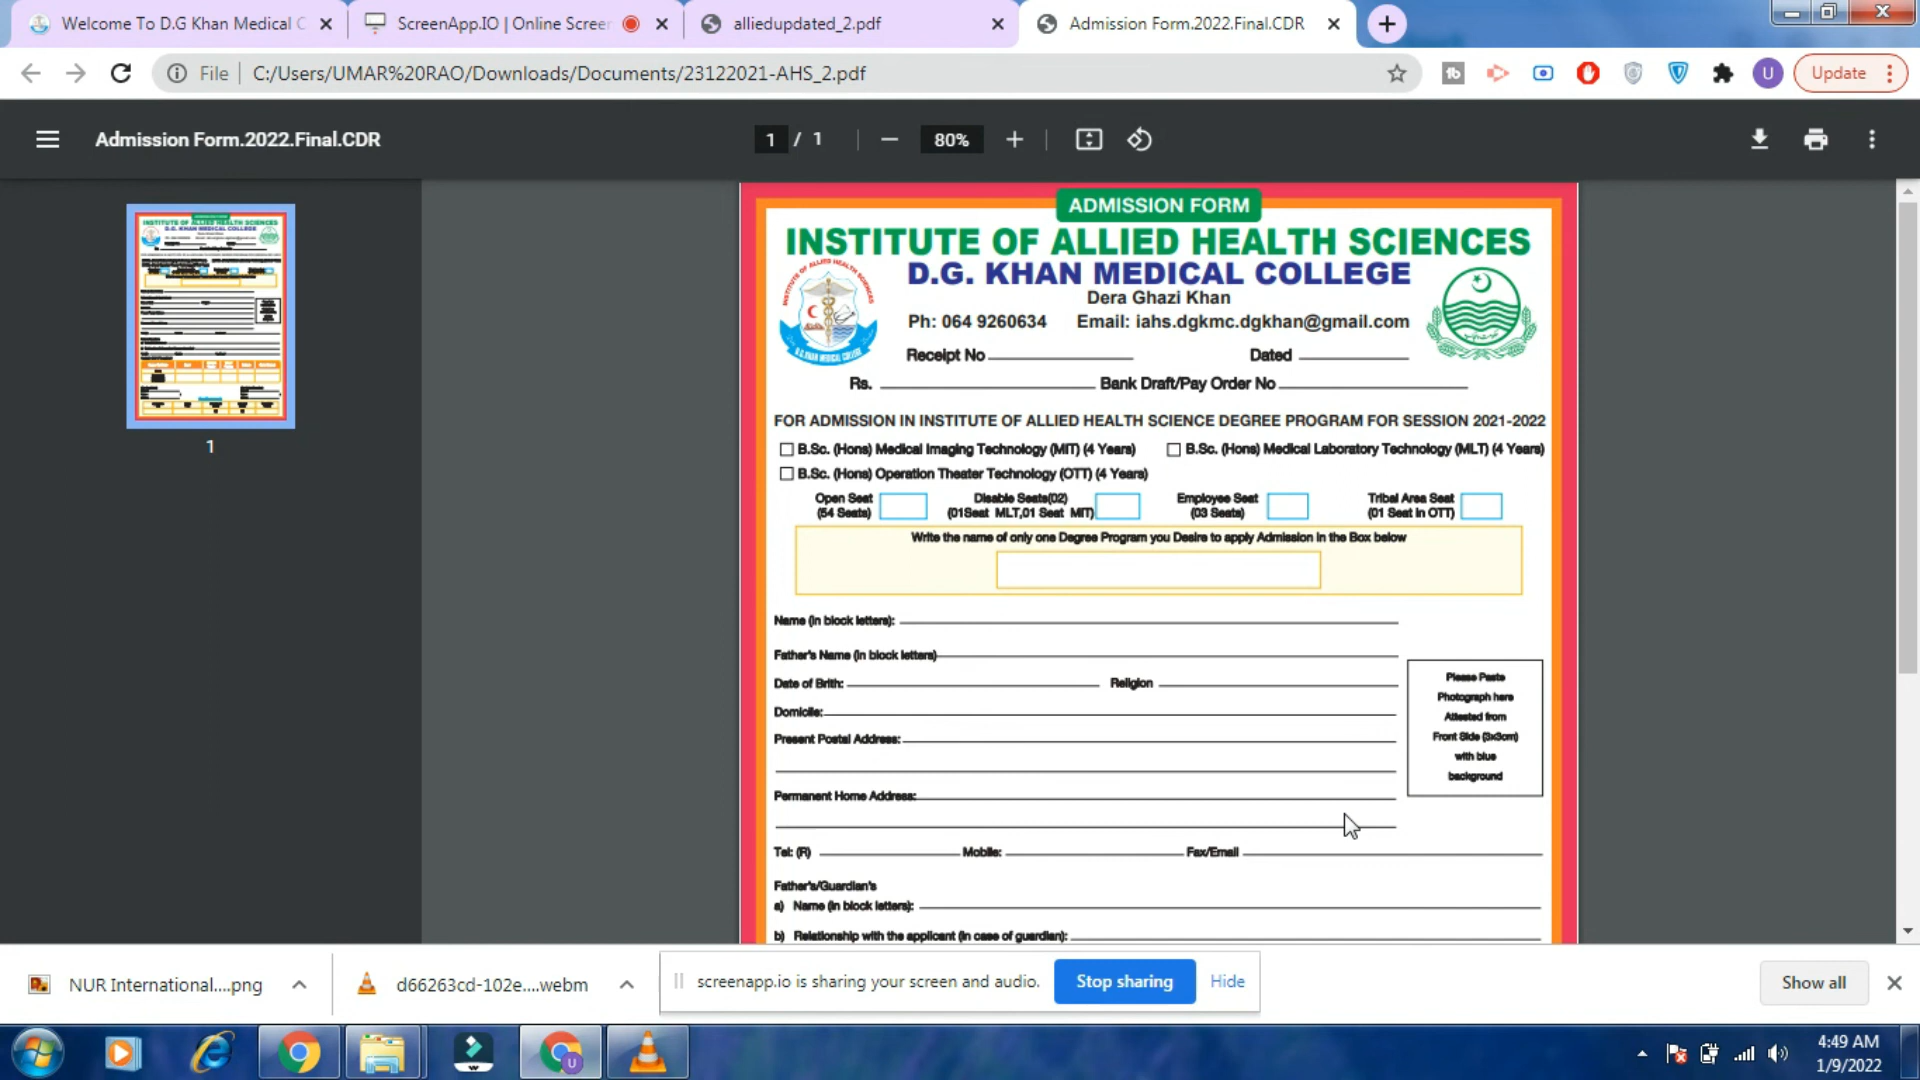 Welcome To D.G Khan Medical C
ScreenApp.IO | Online Screen
alliedupdated_2.pdf
Admission Form.2022.Final.CDR
File
C:/Users/UMAR%20RAO/Downloads/Documents/23122021-AHS_2.pdf
U
Update
Admission Form.2022.Final.CDR
1 / 1
80%
1
ADMISSION FORM
INSTITUTE OF ALLIED HEALTH SCIENCES
D.G. KHAN MEDICAL COLLEGE
Dera Ghazi Khan
Ph: 064 9260634 Email: iahs.dgkmc.dgkhan@gmail.com
INSTITUTE OF ALLIED HEALTH SCIENCES
D.G. KHAN MEDICAL COLLEGE
Receipt No Dated
Rs. Bank Draft/Pay Order No
FOR ADMISSION IN INSTITUTE OF ALLIED HEALTH SCIENCE DEGREE PROGRAM FOR SESSION 2021-2022
B.Sc. (Hons) Medical Imaging Technology (MIT) (4 Years) B.Sc. (Hons) Medical Laboratory Technology (MLT) (4 Years)
B.Sc. (Hons) Operation Theater Technology (OTT) (4 Years)
Open Seat Disable Seats(02) Employee Seat Tribal Area Seat
(54 Seats) (01Seat MLT,01 Seat MIT) (03 Seats) (01 Seat in OTT)
Write the name of only one Degree Program you Desire to apply Admission in the Box below
Name (in block letters):
Father's Name (in block letters)
Date of Brith: Religion
Domicile:
Present Postal Address:
Permanent Home Address:
Please Paste
Photograph here
Attested from
Front Side (3x3cm)
with blue
background
Tel: (R) Mobile: Fax/Email
Father's/Guardian's
a) Name (in block letters):
b) Relationship with the applicant (in case of guardian):
NUR International....png
d66263cd-102e....webm
screenapp.io is sharing your screen and audio.
Stop sharing
Hide
Show all
4:49 AM
1/9/2022